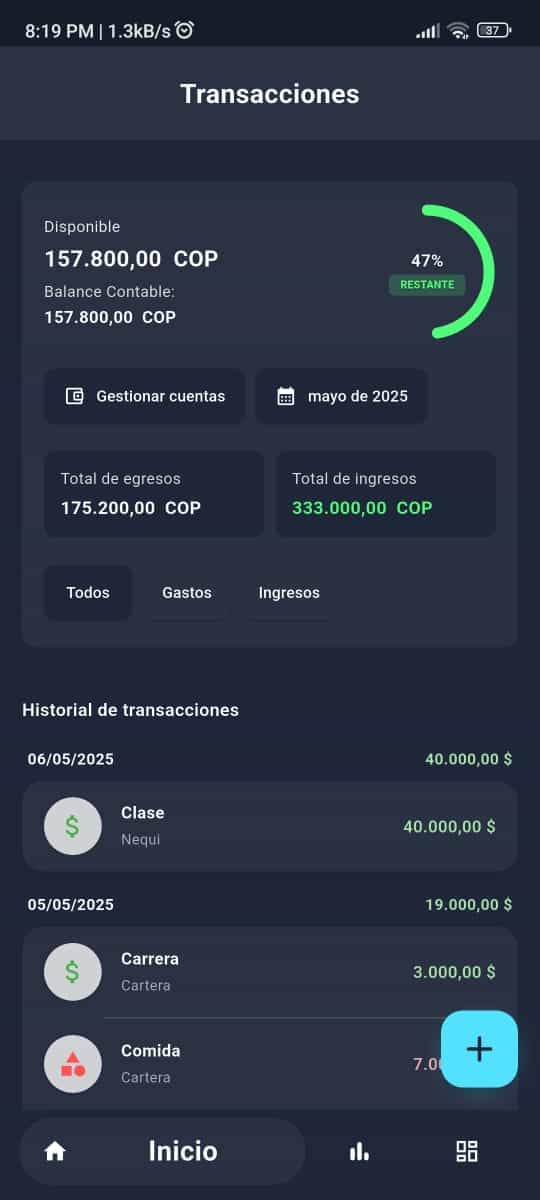 8:19 PM | 1.3kB/s 37
Transacciones
Disponible
157.800,00 COP
Balance Contable:
157.800,00 COP
47%
RESTANTE
Gestionar cuentas
mayo de 2025
Total de egresos
175.200,00 COP
Total de ingresos
333.000,00 COP
Todos Gastos Ingresos
Historial de transacciones
06/05/2025 40.000,00 $
Clase
Nequi
40.000,00 $
05/05/2025 19.000,00 $
Carrera
Cartera
3.000,00 $
Comida
Cartera
Inicio